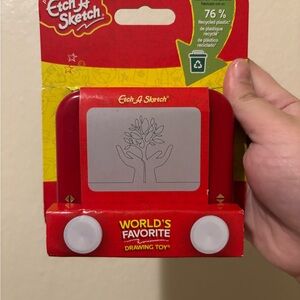 Etch A Sketch®
76 %
Recycled plastic*
de plastique
recyclé*
de plástico
reciclado*
Etch A Sketch®
WORLD'S
FAVORITE
DRAWING TOY®